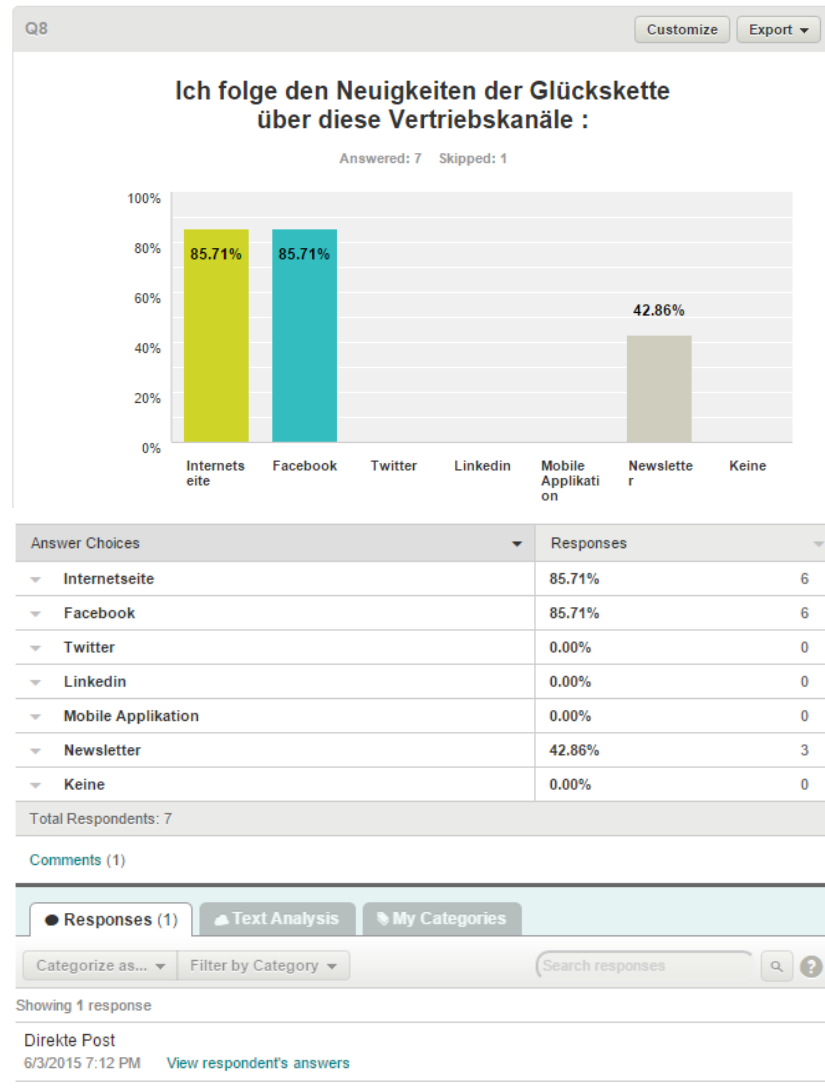 Q8
Customize
Export
Ich folge den Neuigkeiten der Glückskette
über diese Vertriebskanäle :
Answered: 7 Skipped: 1
100%
80%
60%
40%
20%
0%
85.71%
85.71%
42.86%
Internets
eite
Facebook
Twitter
Linkedin
Mobile
Applikati
on
Newslette
r
Keine
Answer Choices Responses
Internetseite 85.71% 6
Facebook 85.71% 6
Twitter 0.00% 0
Linkedin 0.00% 0
Mobile Applikation 0.00% 0
Newsletter 42.86% 3
Keine 0.00% 0
Total Respondents: 7
Comments (1)
Responses (1) Text Analysis My Categories
Categorize as... Filter by Category Search responses ?
Showing 1 response
Direkte Post
6/3/2015 7:12 PM View respondent's answers